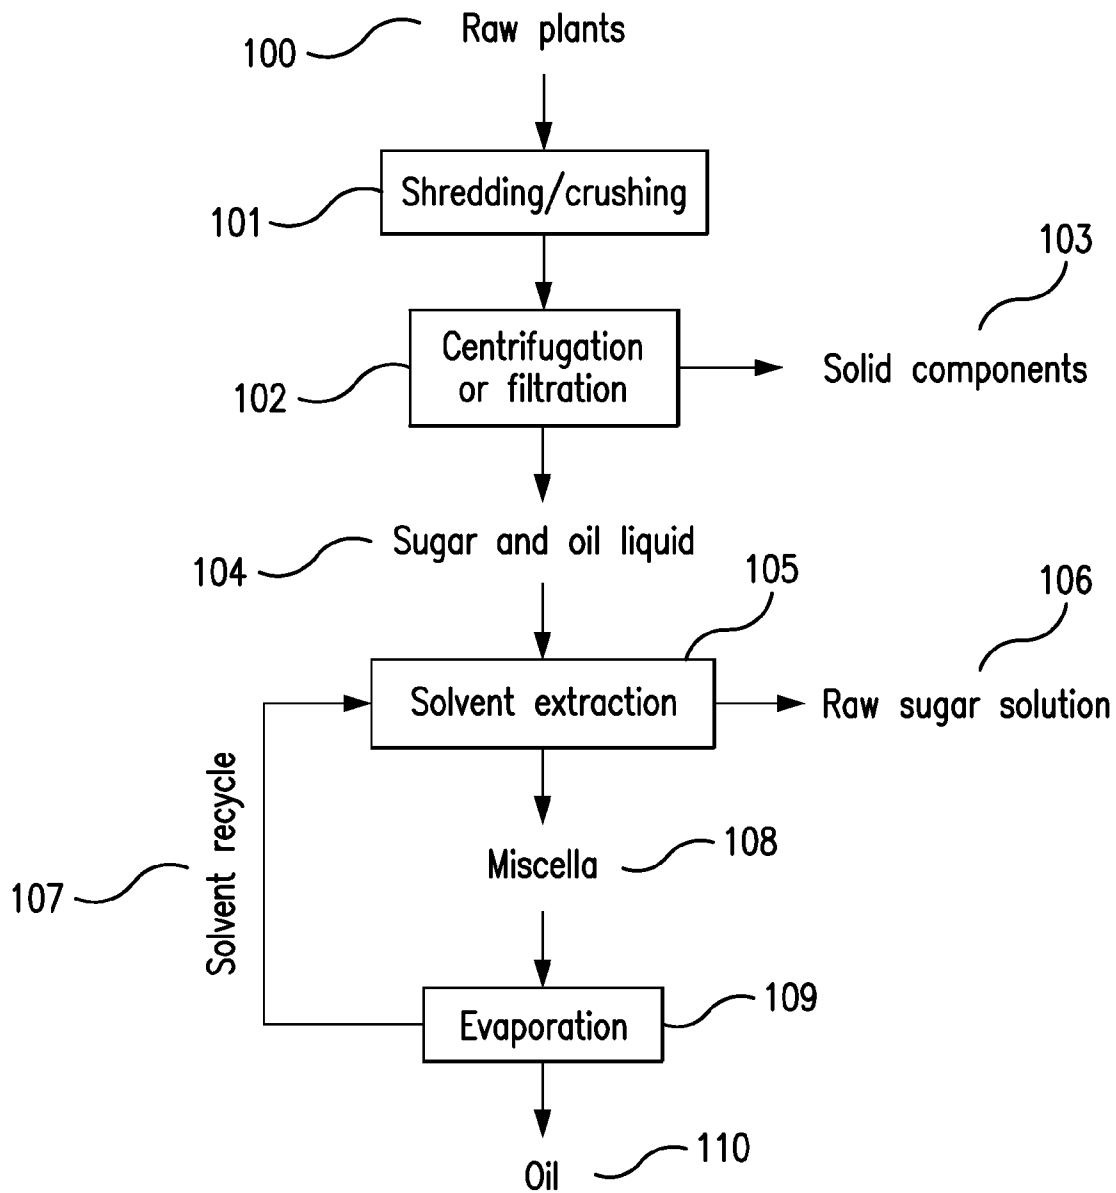 Raw plants
100
Shredding/crushing
101
103
Centrifugation
or filtration
Solid components
102
Sugar and oil liquid
104
105
106
Solvent extraction
Raw sugar solution
Solvent recycle
107
Miscella
108
109
Evaporation
110
Oil